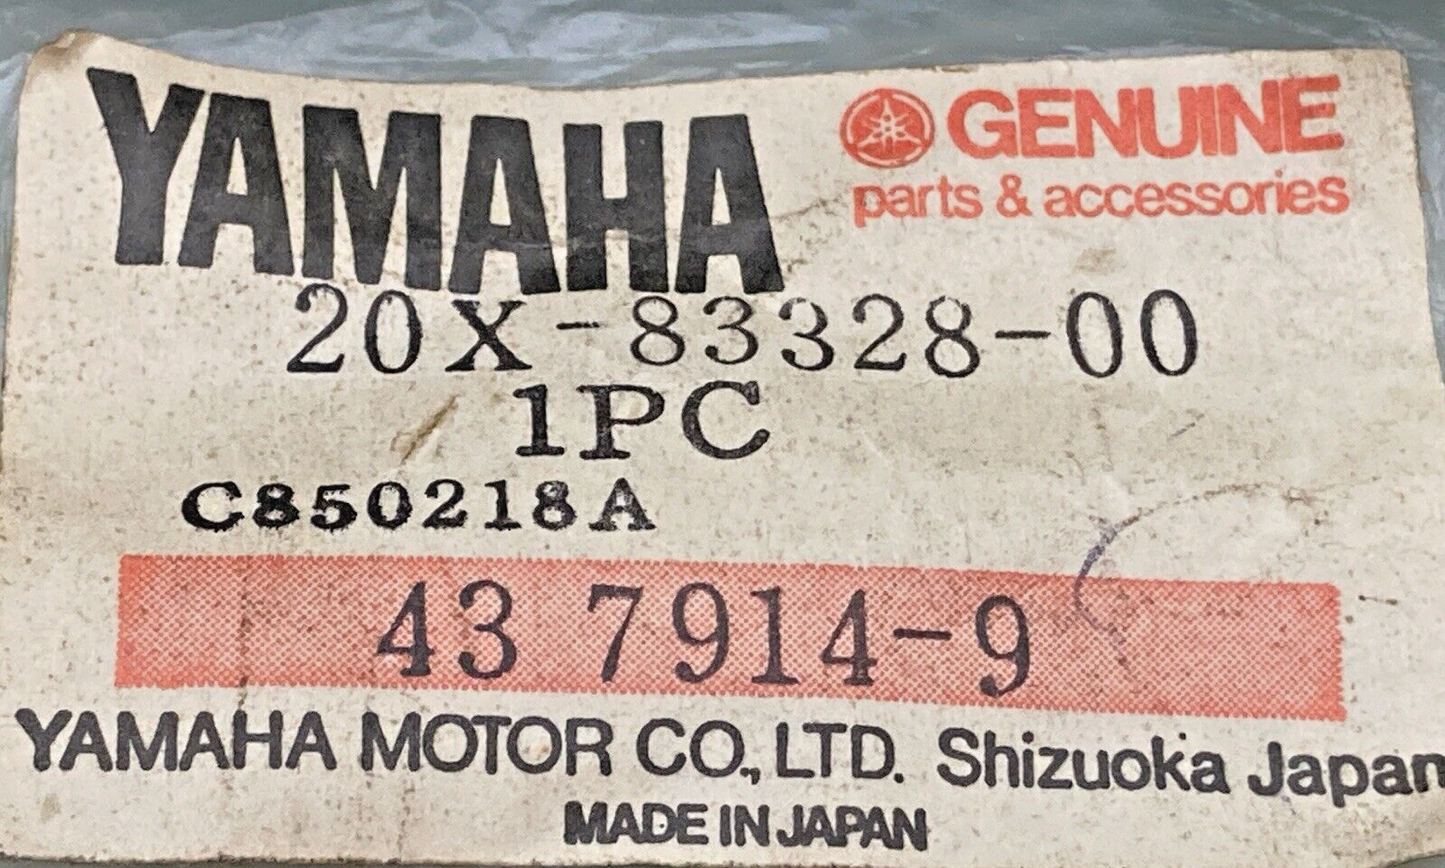 YAMAHA
GENUINE
parts & accessories
20X-83328-00
1PC
C850218A
43 7914-9
YAMAHA MOTOR CO., LTD. Shizuoka Japan
MADE IN JAPAN